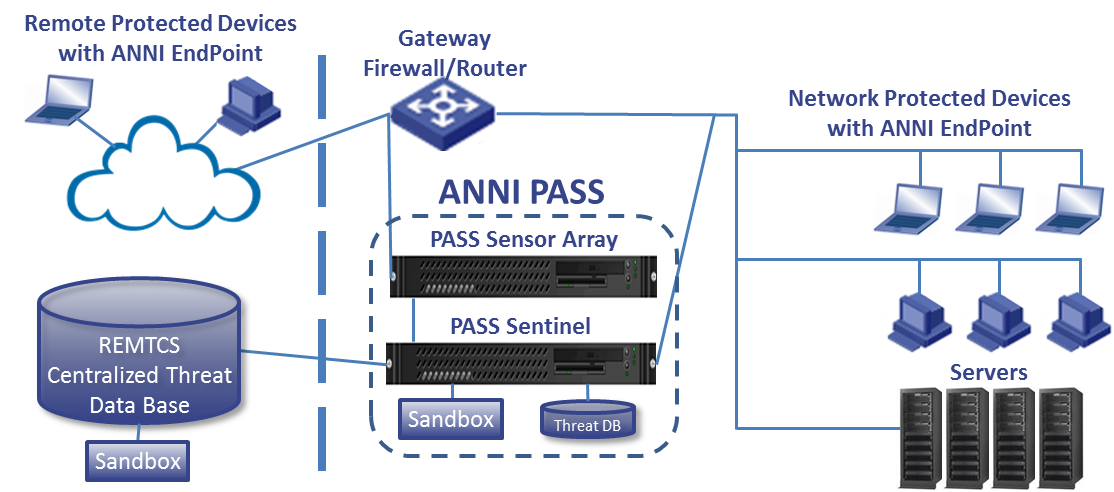 Remote Protected Devices
with ANNI EndPoint
Gateway
Firewall/Router
Network Protected Devices
with ANNI EndPoint
ANNI PASS
PASS Sensor Array
PASS Sentinel
REMTCS
Centralized Threat
Data Base
Sandbox
Sandbox
Threat DB
Servers